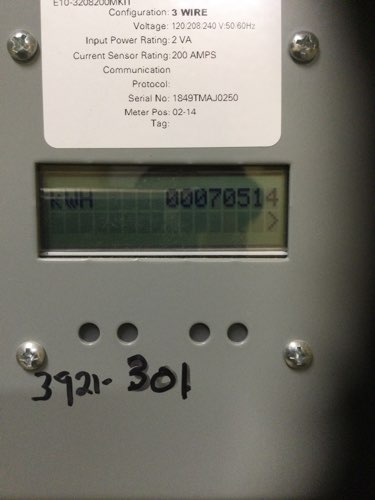 E10-3208200MKIT
Configuration: 3 WIRE
Voltage: 120/208/240 V:50/60Hz
Input Power Rating: 2 VA
Current Sensor Rating: 200 AMPS
Communication
Protocol:
Serial No: 1849TMAJ0250
Meter Pos: 02-14
Tag:
kWH 00070514
>
3921-301